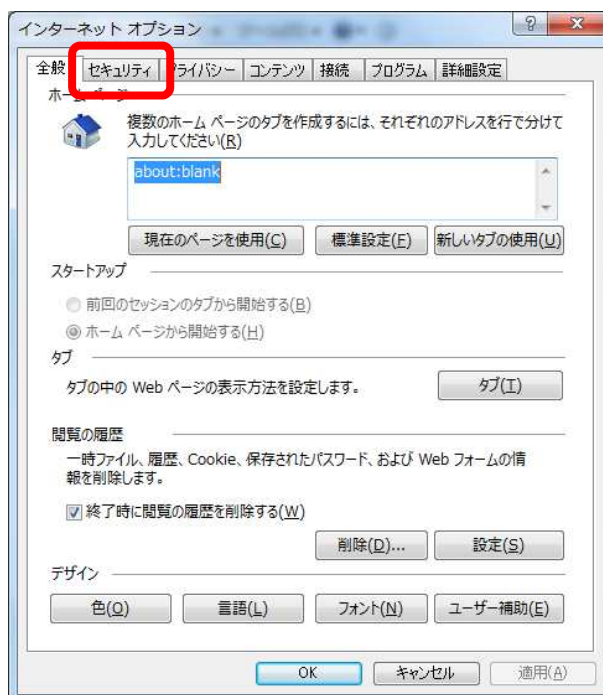 インターネット オプション
全般 セキュリティ プライバシー コンテンツ 接続 プログラム 詳細設定
ホーム ページ
複数のホーム ページのタブを作成するには、それぞれのアドレスを行で分けて
入力してください(R)
about:blank
現在のページを使用(C) 標準設定(F) 新しいタブの使用(U)
スタートアップ
前回のセッションのタブから開始する(B)
ホーム ページから開始する(H)
タブ
タブの中の Web ページの表示方法を設定します。 タブ(T)
閲覧の履歴
一時ファイル、履歴、Cookie、保存されたパスワード、および Web フォームの情
報を削除します。
終了時に閲覧の履歴を削除する(W)
削除(D)... 設定(S)
デザイン
色(O) 言語(L) フォント(N) ユーザー補助(E)
OK キャンセル 適用(A)